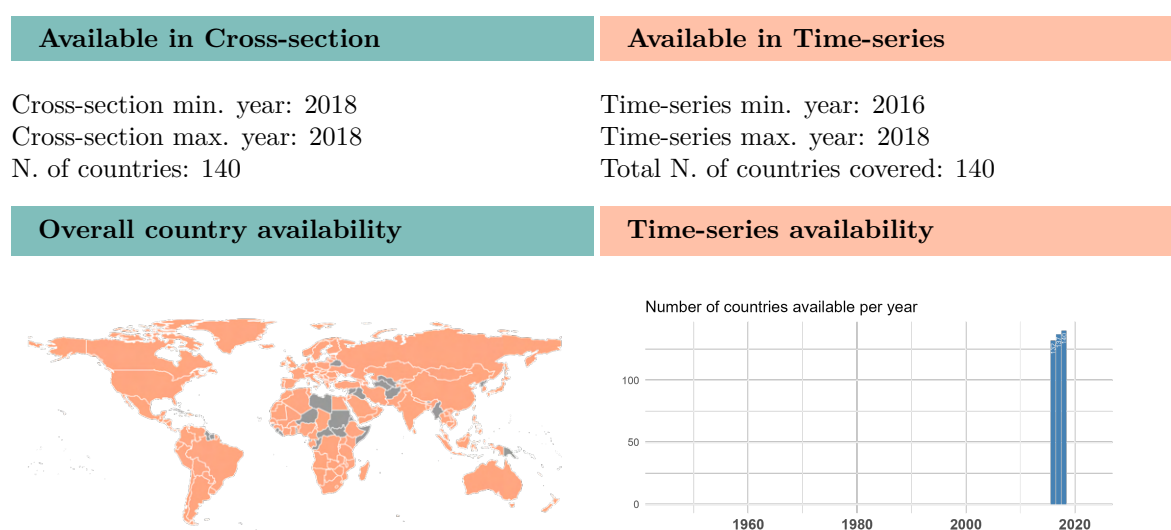 Available in Cross-section
Available in Time-series
Cross-section min. year: 2018
Cross-section max. year: 2018
N. of countries: 140
Time-series min. year: 2016
Time-series max. year: 2018
Total N. of countries covered: 140
Overall country availability
Time-series availability
Number of countries available per year
100
50
0
1960
1980
2000
2020